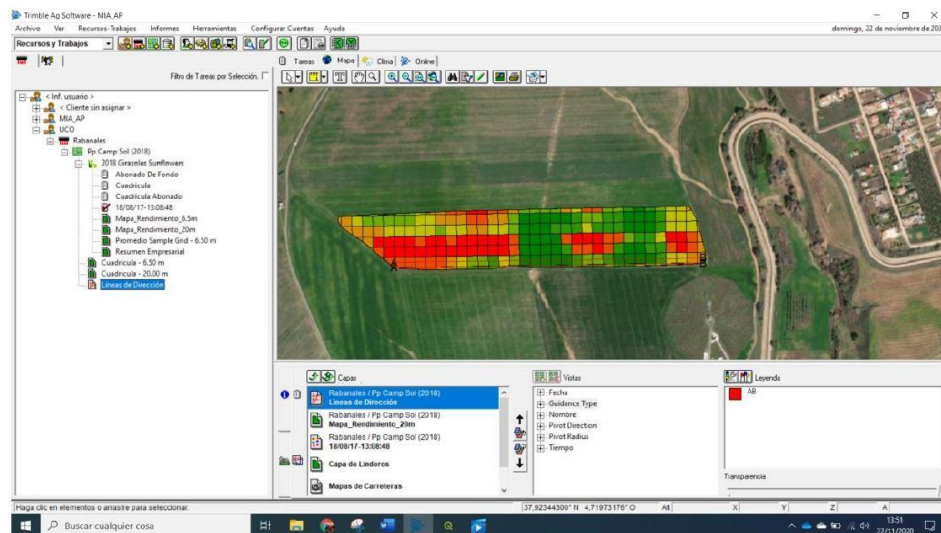 Trimble Ag Software - MIA_AP
Archivo Ver Recursos-Trabajos Informes Herramientas Configurar Cuentas Ayuda
domingo, 22 de noviembre de 202
Recursos y Trabajos
Tareas Mapa Clima Online
Filtro de Tareas por Selección.
< Inf. usuario >
< Cliente sin asignar >
MIA_AP
UCO
Rabanales
Pp Camp Sol (2018)
2018 Girasoles Sunflowers
Abonado De Fondo
Cuadricula
Cuadricula Abonado
18/08/17-13:08:48
Mapa_Rendimiento_6.5m
Mapa_Rendimiento_20m
Promedio Sample Grid - 6.50 m
Resumen Empresarial
Cuadricula - 6.50 m
Cuadricula - 20.00 m
Líneas de Dirección
A
B
Capas
Rabanales / Pp Camp Sol (2018)
Líneas de Dirección
Rabanales / Pp Camp Sol (2018)
Mapa_Rendimiento_20m
Rabanales / Pp Camp Sol (2018)
18/08/17-13:08:48
Capa de Linderos
Mapas de Carreteras
Vistas
Fecha
Guidance Type
Nombre
Pivot Direction
Pivot Radius
Tiempo
Leyenda
AB
Transparencia
Haga clic en elementos o arrastre para seleccionar.
37,92344300° N 4,71973176° O
X Y Z A
Buscar cualquier cosa
13:51
22/11/2020